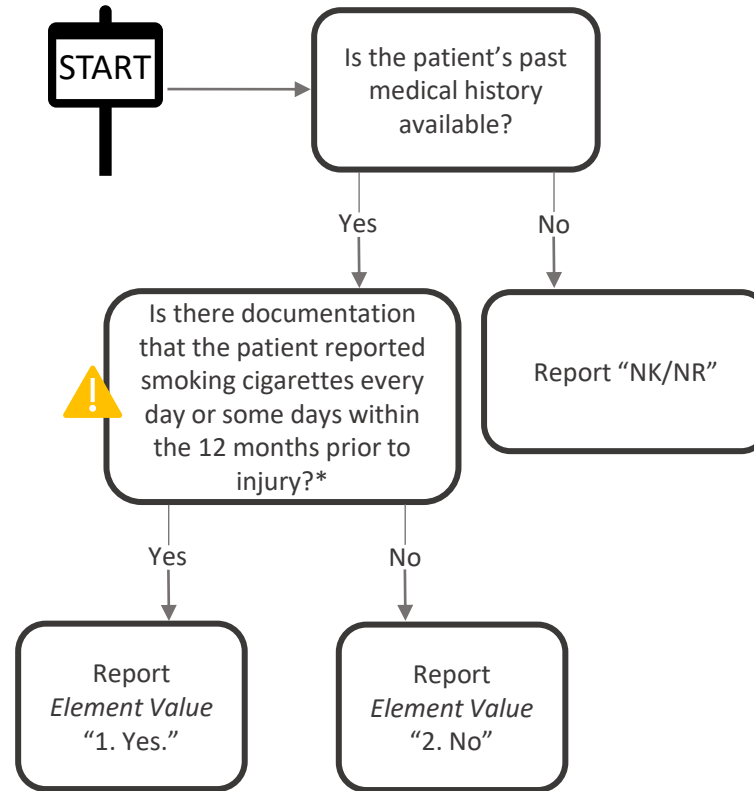 START
Is the patient’s past
medical history
available?
Yes
No
Is there documentation
that the patient reported
smoking cigarettes every
day or some days within
the 12 months prior to
injury?*
!
Report “NK/NR”
Yes
No
Report
Element Value
“1. Yes.”
Report
Element Value
“2. No”